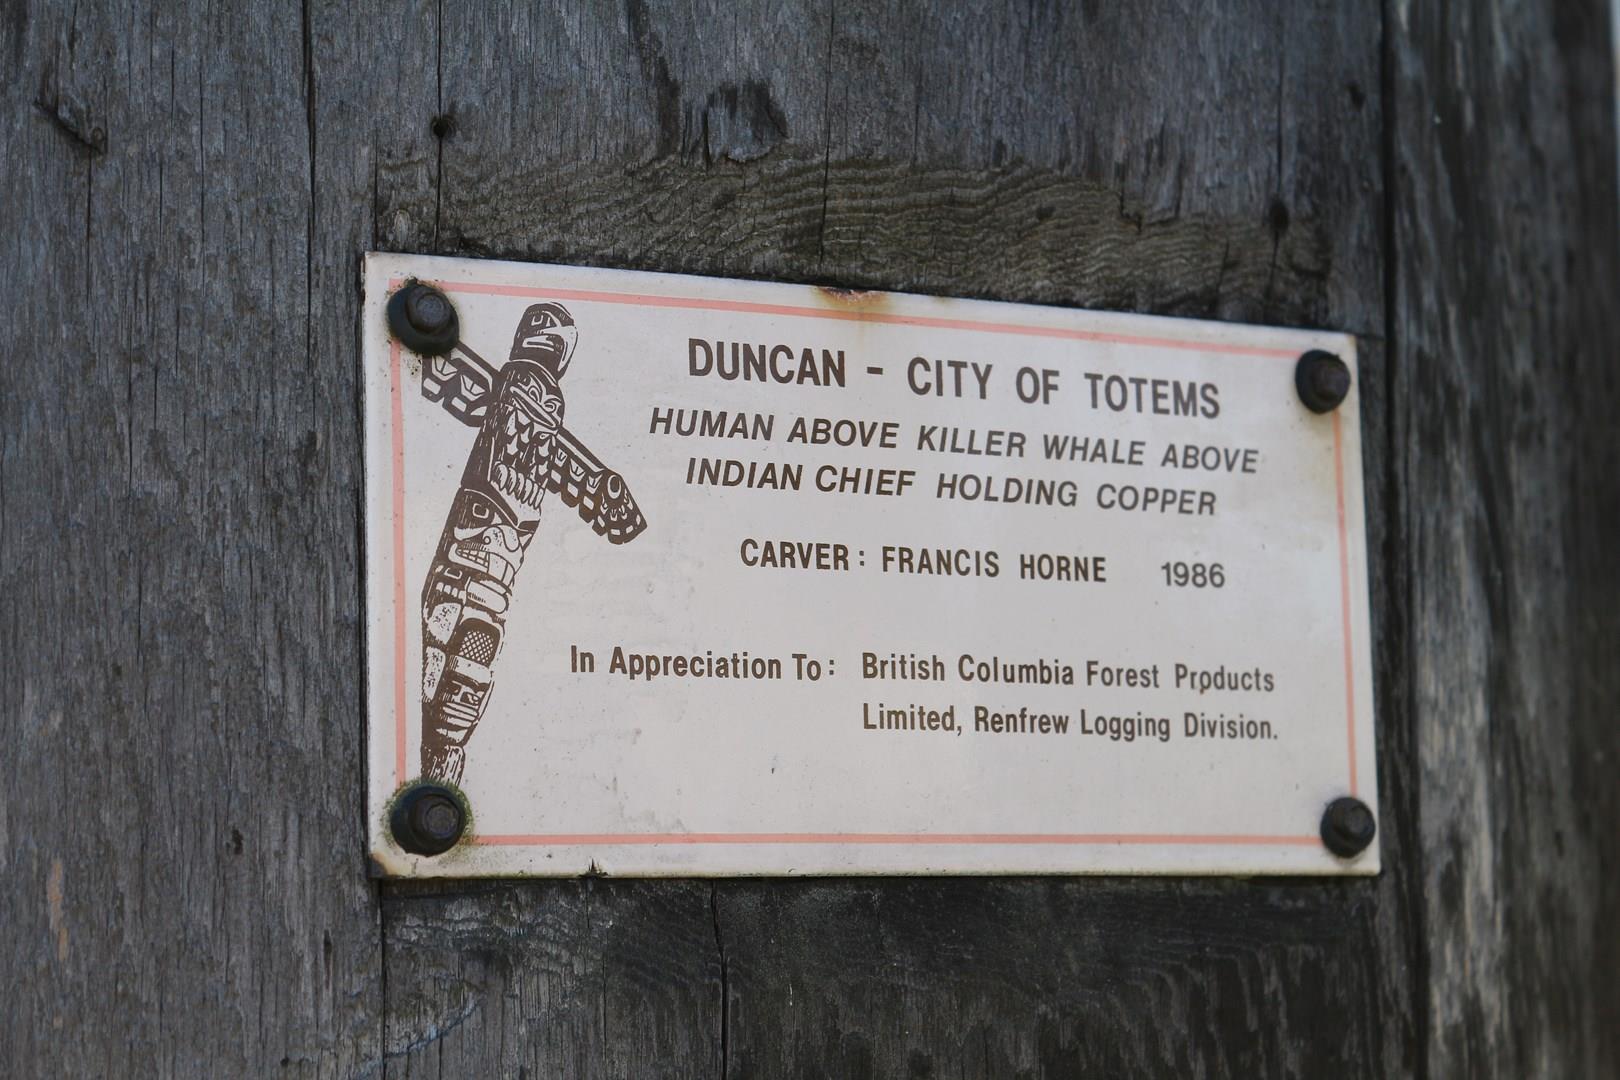 DUNCAN - CITY OF TOTEMS
HUMAN ABOVE KILLER WHALE ABOVE
INDIAN CHIEF HOLDING COPPER
CARVER: FRANCIS HORNE 1986
In Appreciation To: British Columbia Forest Products
Limited, Renfrew Logging Division.